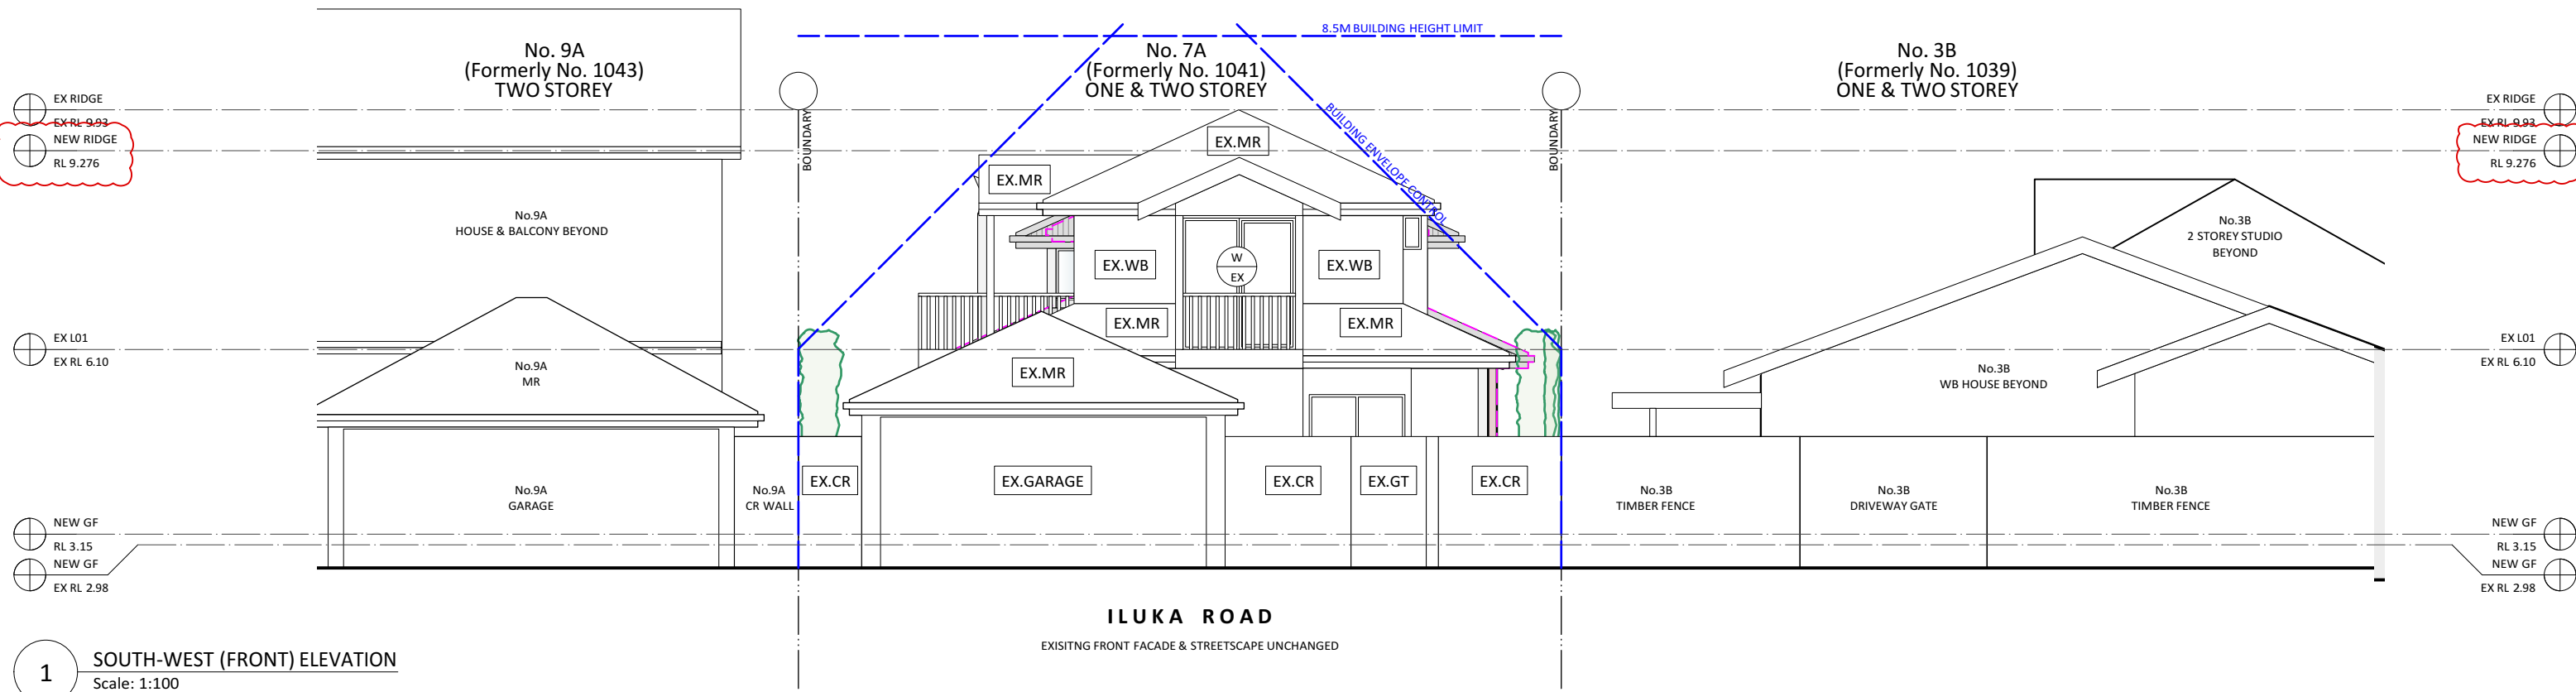 8.5M BUILDING HEIGHT LIMIT
No. 9A
(Formerly No. 1043)
TWO STOREY
No. 7A
(Formerly No. 1041)
ONE & TWO STOREY
No. 3B
(Formerly No. 1039)
ONE & TWO STOREY
EX RIDGE
EX RL 9.93
NEW RIDGE
RL 9.276
BOUNDARY
BUILDING ENVELOPE CONTROL
BOUNDARY
EX RIDGE
EX RL 9.93
NEW RIDGE
RL 9.276
EX.MR
EX.MR
No.9A
HOUSE & BALCONY BEYOND
No.3B
2 STOREY STUDIO
BEYOND
EX.WB
W
EX
EX.WB
EX.MR
EX.MR
EX L01
EX RL 6.10
EX L01
EX RL 6.10
No.9A
MR
EX.MR
No.3B
WB HOUSE BEYOND
No.9A
GARAGE
No.9A
CR WALL
EX.CR
EX.GARAGE
EX.CR
EX.GT
EX.CR
No.3B
TIMBER FENCE
No.3B
DRIVEWAY GATE
No.3B
TIMBER FENCE
NEW GF
RL 3.15
NEW GF
EX RL 2.98
NEW GF
RL 3.15
NEW GF
EX RL 2.98
ILUKA ROAD
EXISITNG FRONT FACADE & STREETSCAPE UNCHANGED
1
SOUTH-WEST (FRONT) ELEVATION
Scale: 1:100